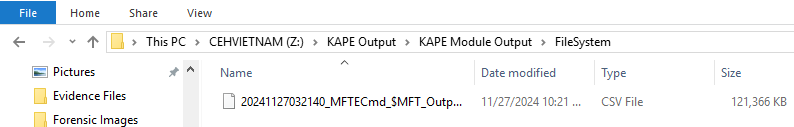 File Home Share View
This PC CEHVIETNAM (Z:) KAPE Output KAPE Module Output FileSystem
Name Date modified Type Size
Pictures
Evidence Files
Forensic Images
20241127032140_MFTECmd_$MFT_Outp... 11/27/2024 10:21 ... CSV File 121,366 KB